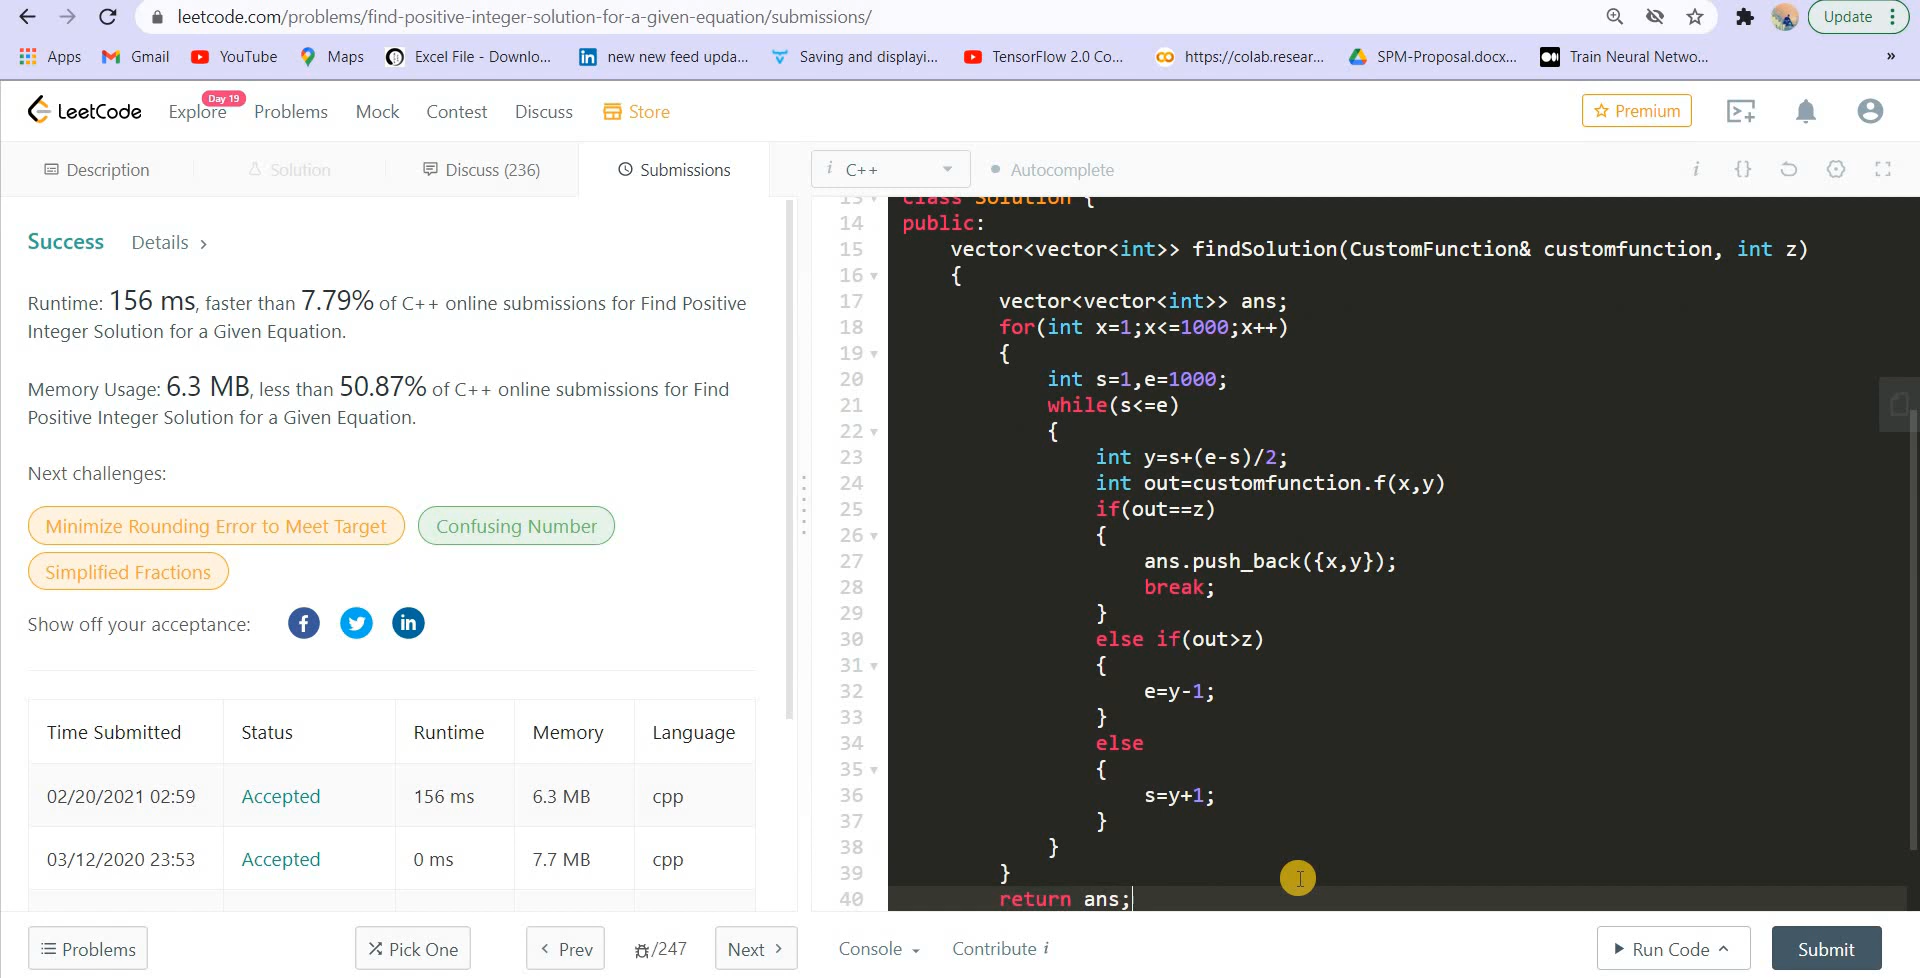 leetcode.com/problems/find-positive-integer-solution-for-a-given-equation/submissions/
Update
Apps
Gmail
YouTube
Maps
Excel File - Downlo...
new new feed upda...
Saving and displayi...
TensorFlow 2.0 Co...
https://colab.resear...
SPM-Proposal.docx...
Train Neural Netwo...
»
LeetCode
Explore
Day 19
Problems
Mock
Contest
Discuss
Store
Premium
Description
Solution
Discuss (236)
Submissions
i C++
Autocomplete
Success
Details >
Runtime: 156 ms, faster than 7.79% of C++ online submissions for Find Positive
Integer Solution for a Given Equation.
Memory Usage: 6.3 MB, less than 50.87% of C++ online submissions for Find
Positive Integer Solution for a Given Equation.
Next challenges:
Minimize Rounding Error to Meet Target
Confusing Number
Simplified Fractions
Show off your acceptance:
Time Submitted Status Runtime Memory Language
02/20/2021 02:59 Accepted 156 ms 6.3 MB cpp
03/12/2020 23:53 Accepted 0 ms 7.7 MB cpp
13 class Solution {
14 public:
15 vector<vector<int>> findSolution(CustomFunction& customfunction, int z)
16 {
17 vector<vector<int>> ans;
18 for(int x=1;x<=1000;x++)
19 {
20 int s=1,e=1000;
21 while(s<=e)
22 {
23 int y=s+(e-s)/2;
24 int out=customfunction.f(x,y)
25 if(out==z)
26 {
27 ans.push_back({x,y});
28 break;
29 }
30 else if(out>z)
31 {
32 e=y-1;
33 }
34 else
35 {
36 s=y+1;
37 }
38 }
39 }
40 return ans;
Problems
Pick One
< Prev
/247
Next >
Console
Contribute i
Run Code
Submit